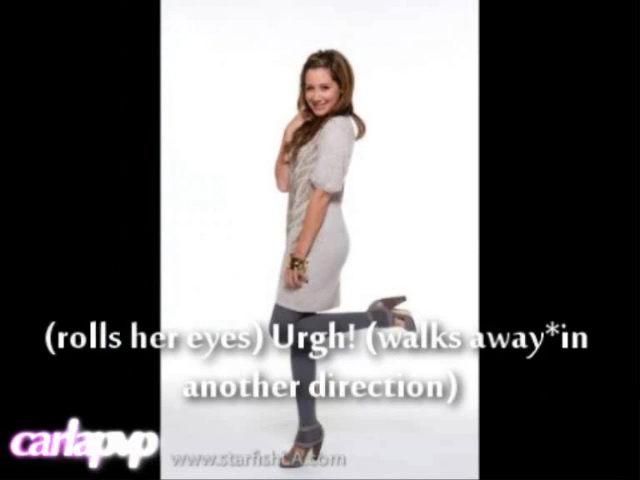 (rolls her eyes) Urgh! (walks away*in
another direction)
carlapvp
www.starfishLA.com